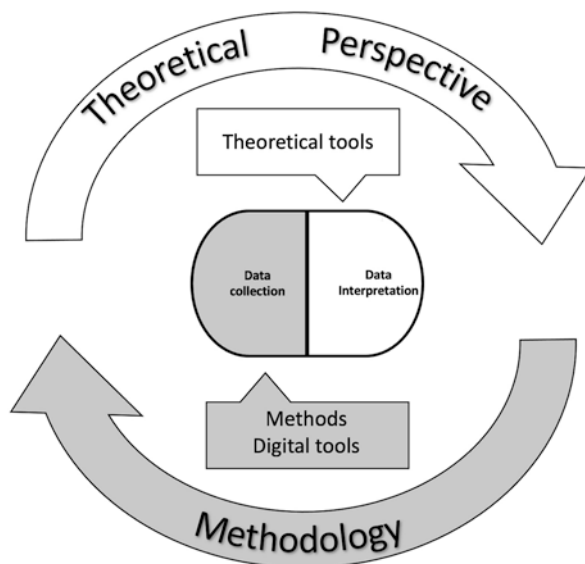 Theoretical Perspective
Theoretical tools
Data
collection
Data
Interpretation
Methods
Digital tools
Methodology